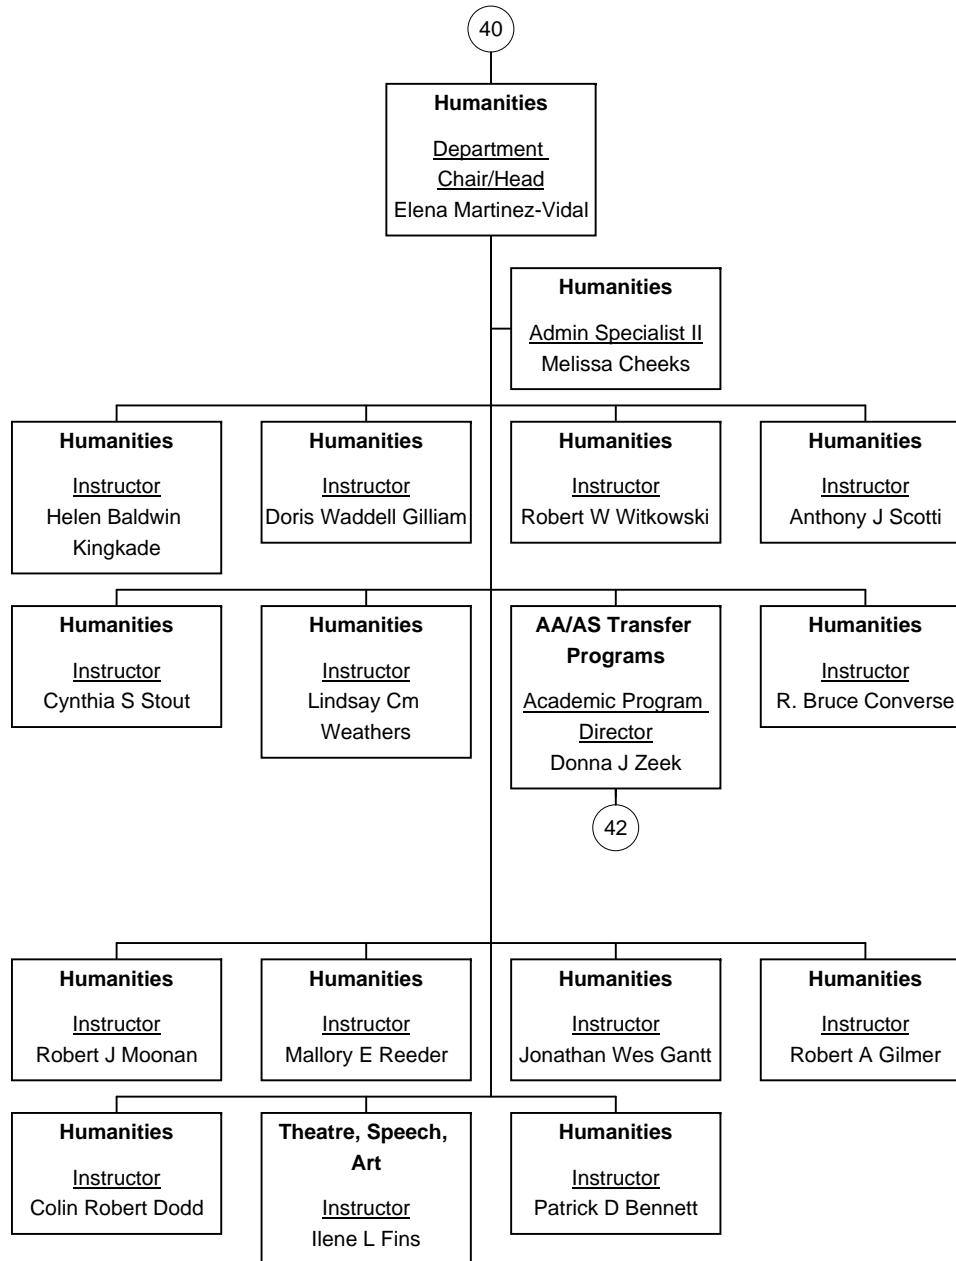 40
Humanities
Department
Chair/Head
Elena Martinez-Vidal
Humanities
Admin Specialist II
Melissa Cheeks
Humanities
Instructor
Helen Baldwin
Kingkade
Humanities
Instructor
Doris Waddell Gilliam
Humanities
Instructor
Robert W Witkowski
Humanities
Instructor
Anthony J Scotti
Humanities
Instructor
Cynthia S Stout
Humanities
Instructor
Lindsay Cm
Weathers
AA/AS Transfer
Programs
Academic Program
Director
Donna J Zeek
42
Humanities
Instructor
R. Bruce Converse
Humanities
Instructor
Robert J Moonan
Humanities
Instructor
Mallory E Reeder
Humanities
Instructor
Jonathan Wes Gantt
Humanities
Instructor
Robert A Gilmer
Humanities
Instructor
Colin Robert Dodd
Theatre, Speech,
Art
Instructor
Ilene L Fins
Humanities
Instructor
Patrick D Bennett